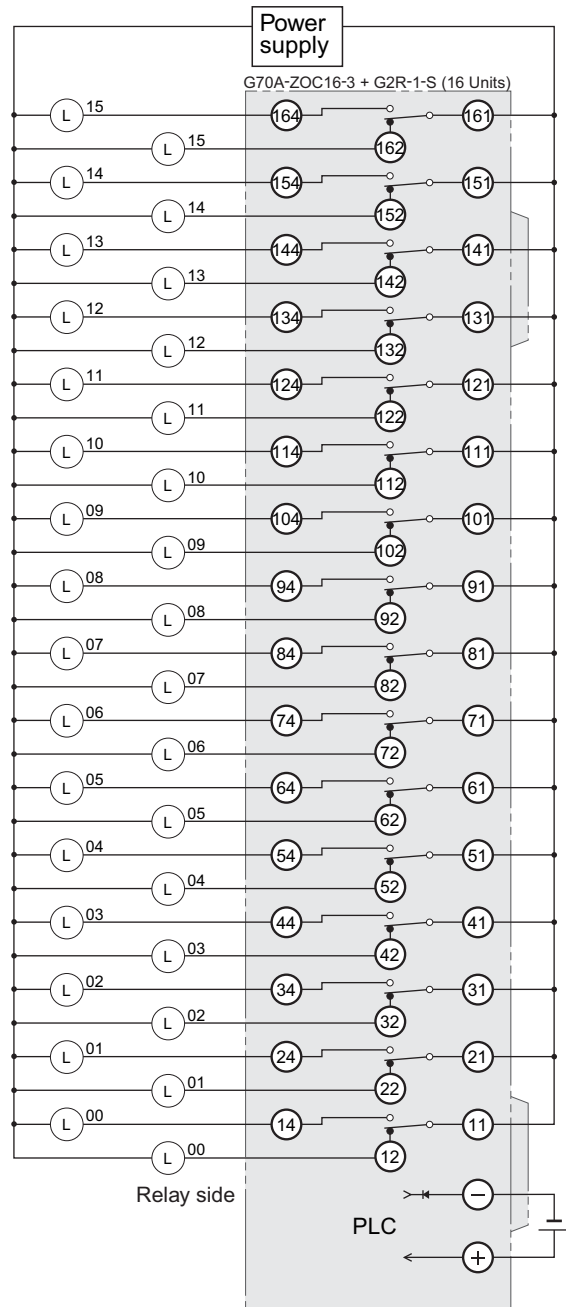 Power
supply
G70A-ZOC16-3 + G2R-1-S (16 Units)
L 15 164 161
L 15 162
L 14 154 151
L 14 152
L 13 144 141
L 13 142
L 12 134 131
L 12 132
L 11 124 121
L 11 122
L 10 114 111
L 10 112
L 09 104 101
L 09 102
L 08 94 91
L 08 92
L 07 84 81
L 07 82
L 06 74 71
L 06 72
L 05 64 61
L 05 62
L 04 54 51
L 04 52
L 03 44 41
L 03 42
L 02 34 31
L 02 32
L 01 24 21
L 01 22
L 00 14 11
L 00 12
Relay side
−
PLC
+